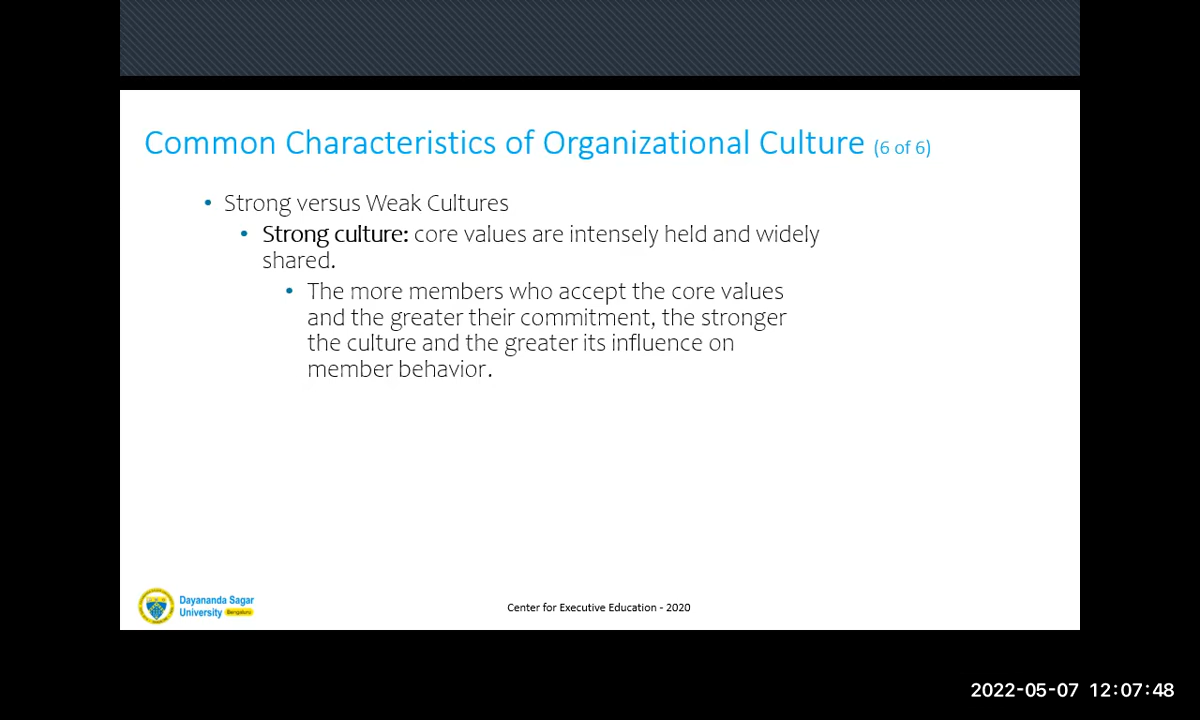 Common Characteristics of Organizational Culture (6 of 6)
• Strong versus Weak Cultures
• Strong culture: core values are intensely held and widely
shared.
• The more members who accept the core values
and the greater their commitment, the stronger
the culture and the greater its influence on
member behavior.
Dayananda Sagar
University Bengaluru
Center for Executive Education - 2020
2022-05-07 12:07:48